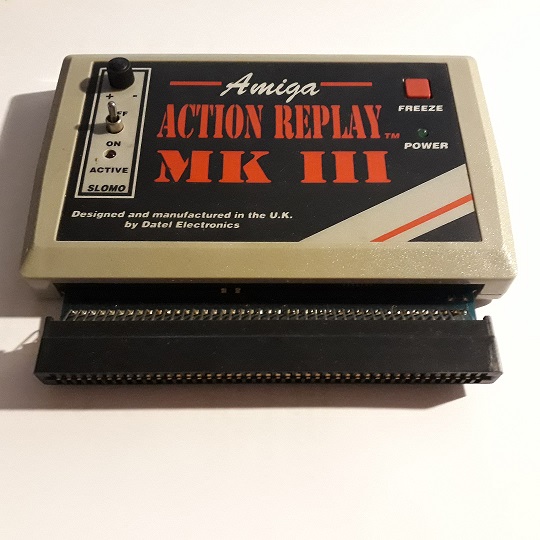 Amiga
ACTION REPLAY TM
MK III
FREEZE
POWER
+ -
OFF
ON
ACTIVE
SLOMO
Designed and manufactured in the U.K.
by Datel Electronics